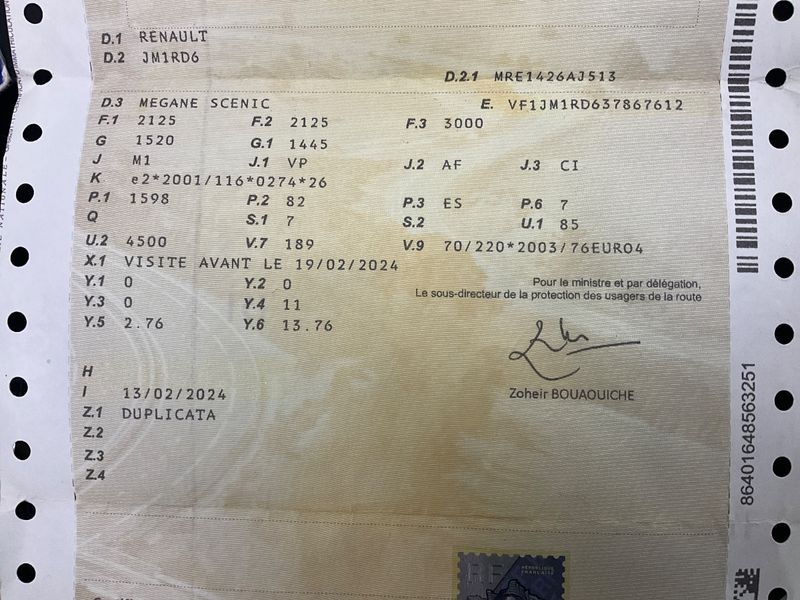 D.1 RENAULT
D.2 JM1RD6
D.2.1 MRE1426AJ513
D.3 MEGANE SCENIC E. VF1JM1RD637867612
F.1 2125 F.2 2125 F.3 3000
G 1520 G.1 1445
J M1 J.1 VP J.2 AF J.3 CI
K e2*2001/116*0274*26
P.1 1598 P.2 82 P.3 ES P.6 7
Q S.1 7 S.2 U.1 85
U.2 4500 V.7 189 V.9 70/220*2003/76EURO4
X.1 VISITE AVANT LE 19/02/2024
Y.1 0 Y.2 0
Y.3 0 Y.4 11
Y.5 2.76 Y.6 13.76
Pour le ministre et par délégation,
Le sous-directeur de la protection des usagers de la route
Zoheir BOUAOUICHE
H
I 13/02/2024
Z.1 DUPLICATA
Z.2
Z.3
Z.4
86401648563251
RF
RÉPUBLIQUE
FRANÇAISE